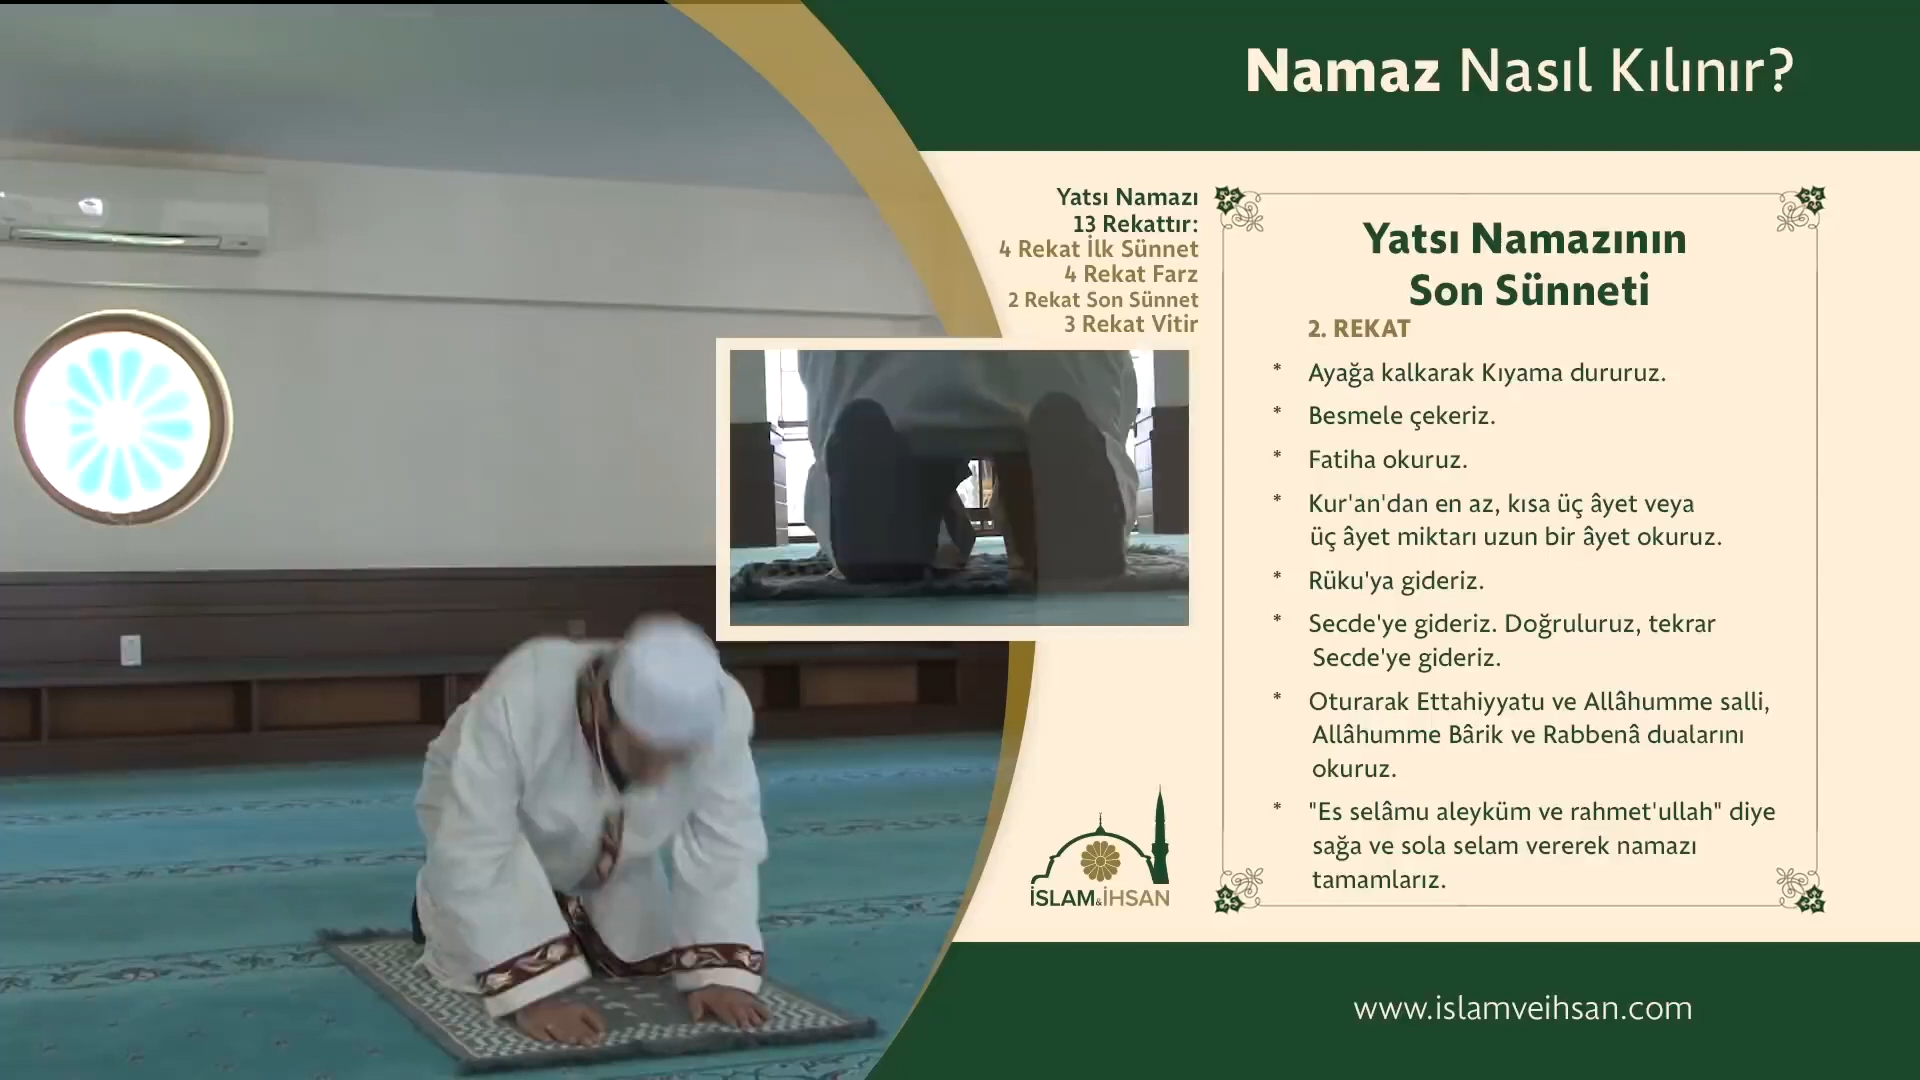 Namaz Nasıl Kılınır?
Yatsı Namazı
13 Rekattır:
4 Rekat İlk Sünnet
4 Rekat Farz
2 Rekat Son Sünnet
3 Rekat Vitir
Yatsı Namazının
Son Sünneti
2. REKAT
* Ayağa kalkarak Kıyama dururuz.
* Besmele çekeriz.
* Fatiha okuruz.
* Kur'an'dan en az, kısa üç âyet veya
üç âyet miktarı uzun bir âyet okuruz.
* Rüku'ya gideriz.
* Secde'ye gideriz. Doğruluruz, tekrar
Secde'ye gideriz.
* Oturarak Ettahiyyatu ve Allâhumme salli,
Allâhumme Bârik ve Rabbenâ dualarını
okuruz.
* "Es selâmu aleyküm ve rahmet'ullah" diye
sağa ve sola selam vererek namazı
tamamlarız.
İSLAM&İHSAN
www.islamveihsan.com